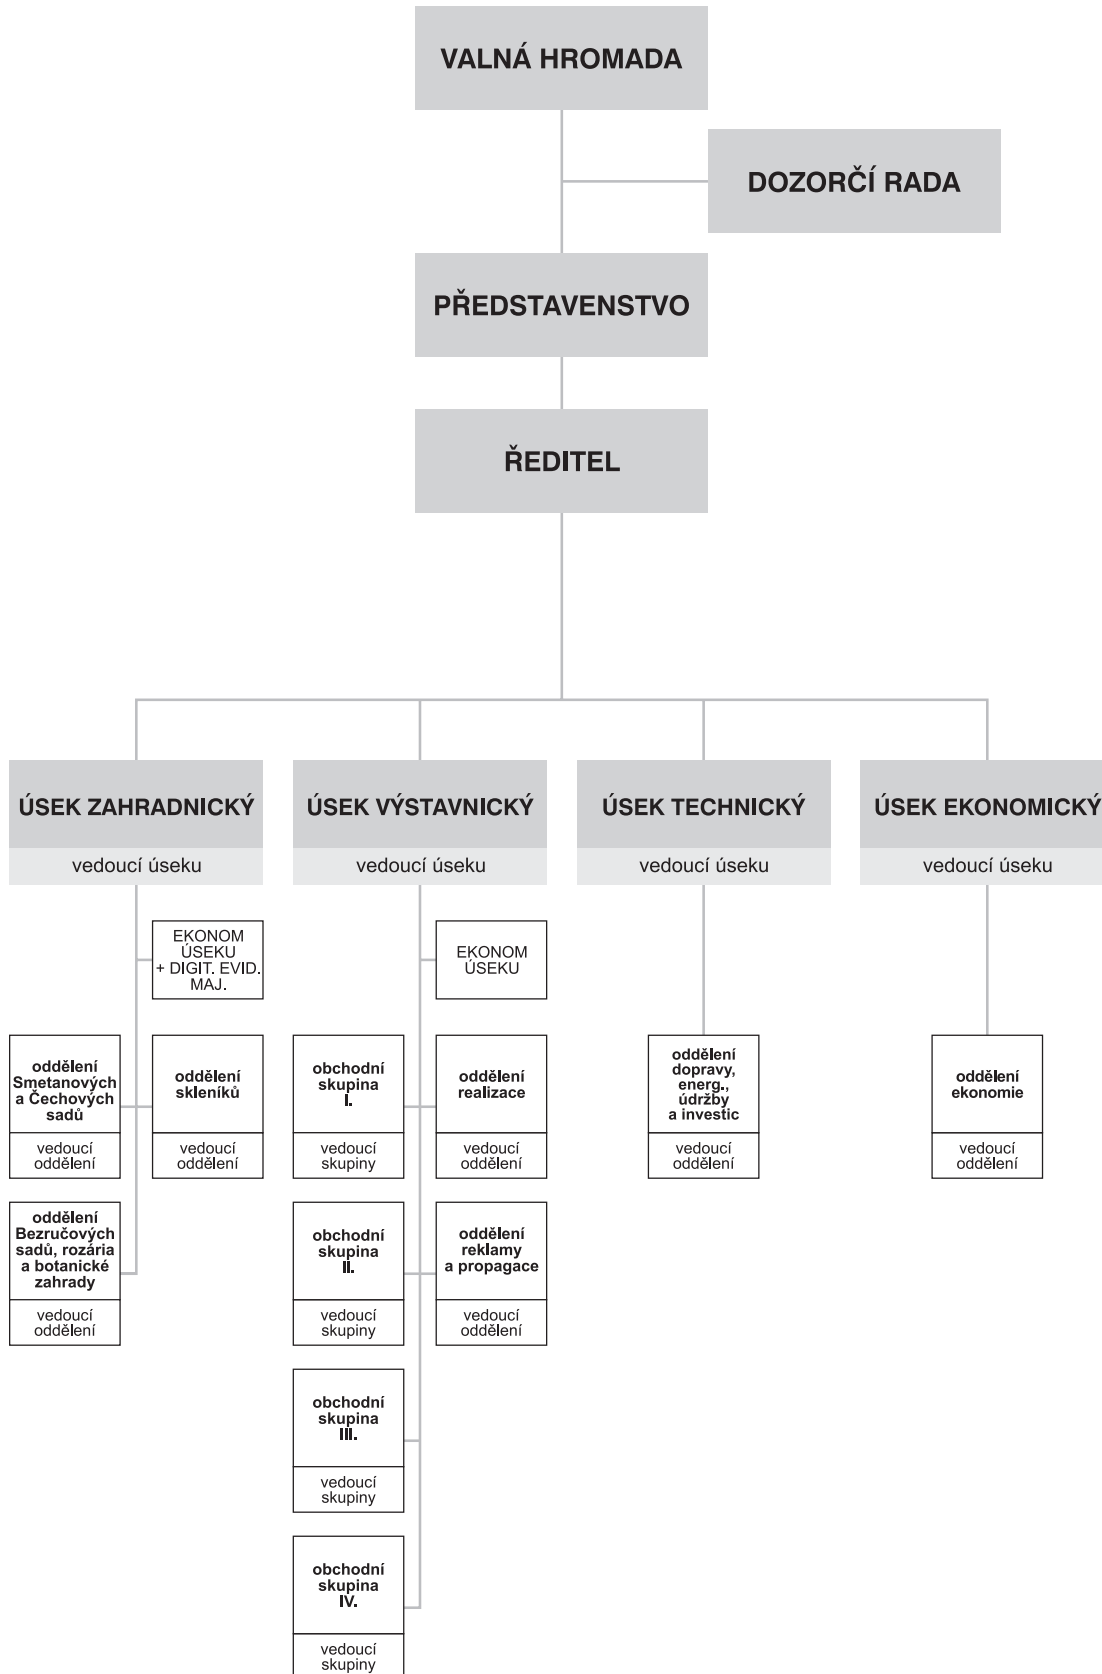 VALNÁ HROMADA
DOZORČÍ RADA
PŘEDSTAVENSTVO
ŘEDITEL
ÚSEK ZAHRADNICKÝ
vedoucí úseku
ÚSEK VÝSTAVNICKÝ
vedoucí úseku
ÚSEK TECHNICKÝ
vedoucí úseku
ÚSEK EKONOMICKÝ
vedoucí úseku
EKONOM
ÚSEKU
+ DIGIT. EVID.
MAJ.
EKONOM
ÚSEKU
oddělení
Smetanových
a Čechových
sadů
vedoucí
oddělení
oddělení
skleníků
vedoucí
oddělení
obchodní
skupina
I.
vedoucí
skupiny
oddělení
realizace
vedoucí
oddělení
oddělení
dopravy,
energ.,
údržby
a investic
vedoucí
oddělení
oddělení
ekonomie
vedoucí
oddělení
oddělení
Bezručových
sadů, rozária
a botanické
zahrady
vedoucí
oddělení
obchodní
skupina
II.
vedoucí
skupiny
oddělení
reklamy
a propagace
vedoucí
oddělení
obchodní
skupina
III.
vedoucí
skupiny
obchodní
skupina
IV.
vedoucí
skupiny